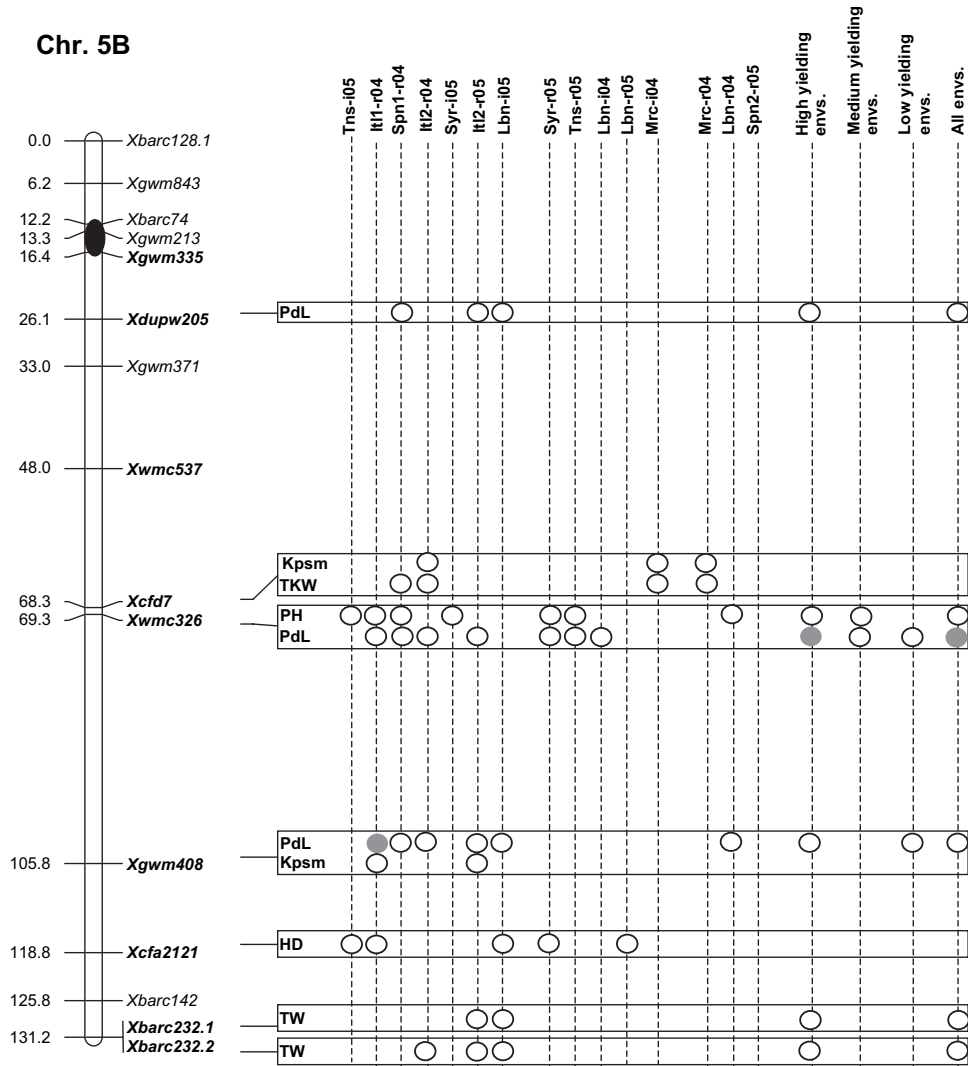 Chr. 5B
Tns-i05
Itl1-r04
Spn1-r04
Itl2-r04
Syr-i05
Itl2-r05
Lbn-i05
Syr-r05
Tns-r05
Lbn-i04
Lbn-r05
Mrc-i04
Mrc-r04
Lbn-r04
Spn2-r05
High yielding
envs.
Medium yielding
envs.
Low yielding
envs.
All envs.
0.0 Xbarc128.1
6.2 Xgwm843
12.2 Xbarc74
13.3 Xgwm213
16.4 Xgwm335
26.1 Xdupw205
PdL
33.0 Xgwm371
48.0 Xwmc537
Kpsm
TKW
68.3 Xcfd7
69.3 Xwmc326
PH
PdL
PdL
Kpsm
105.8 Xgwm408
HD
118.8 Xcfa2121
125.8 Xbarc142
TW
131.2 Xbarc232.1
Xbarc232.2
TW